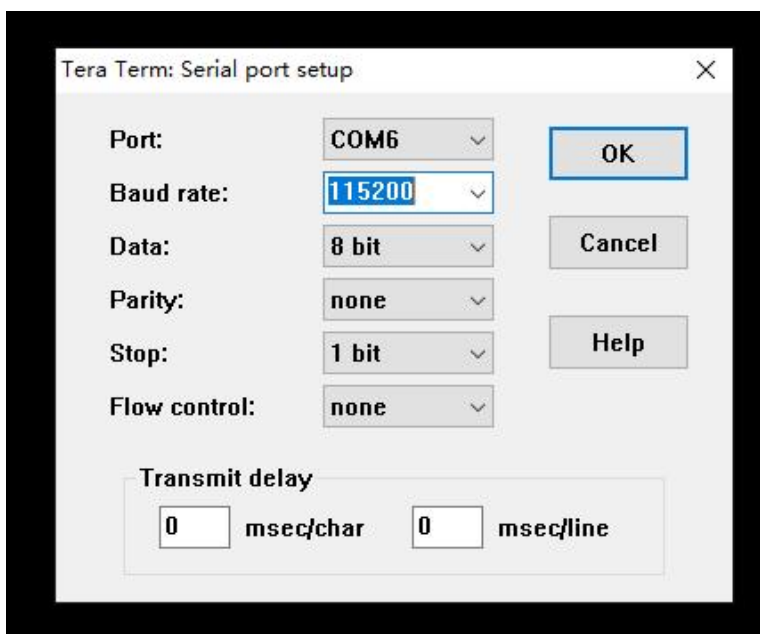 Tera Term: Serial port setup
Port: COM6 OK
Baud rate: 115200
Data: 8 bit Cancel
Parity: none
Stop: 1 bit Help
Flow control: none
Transmit delay
0 msec/char 0 msec/line